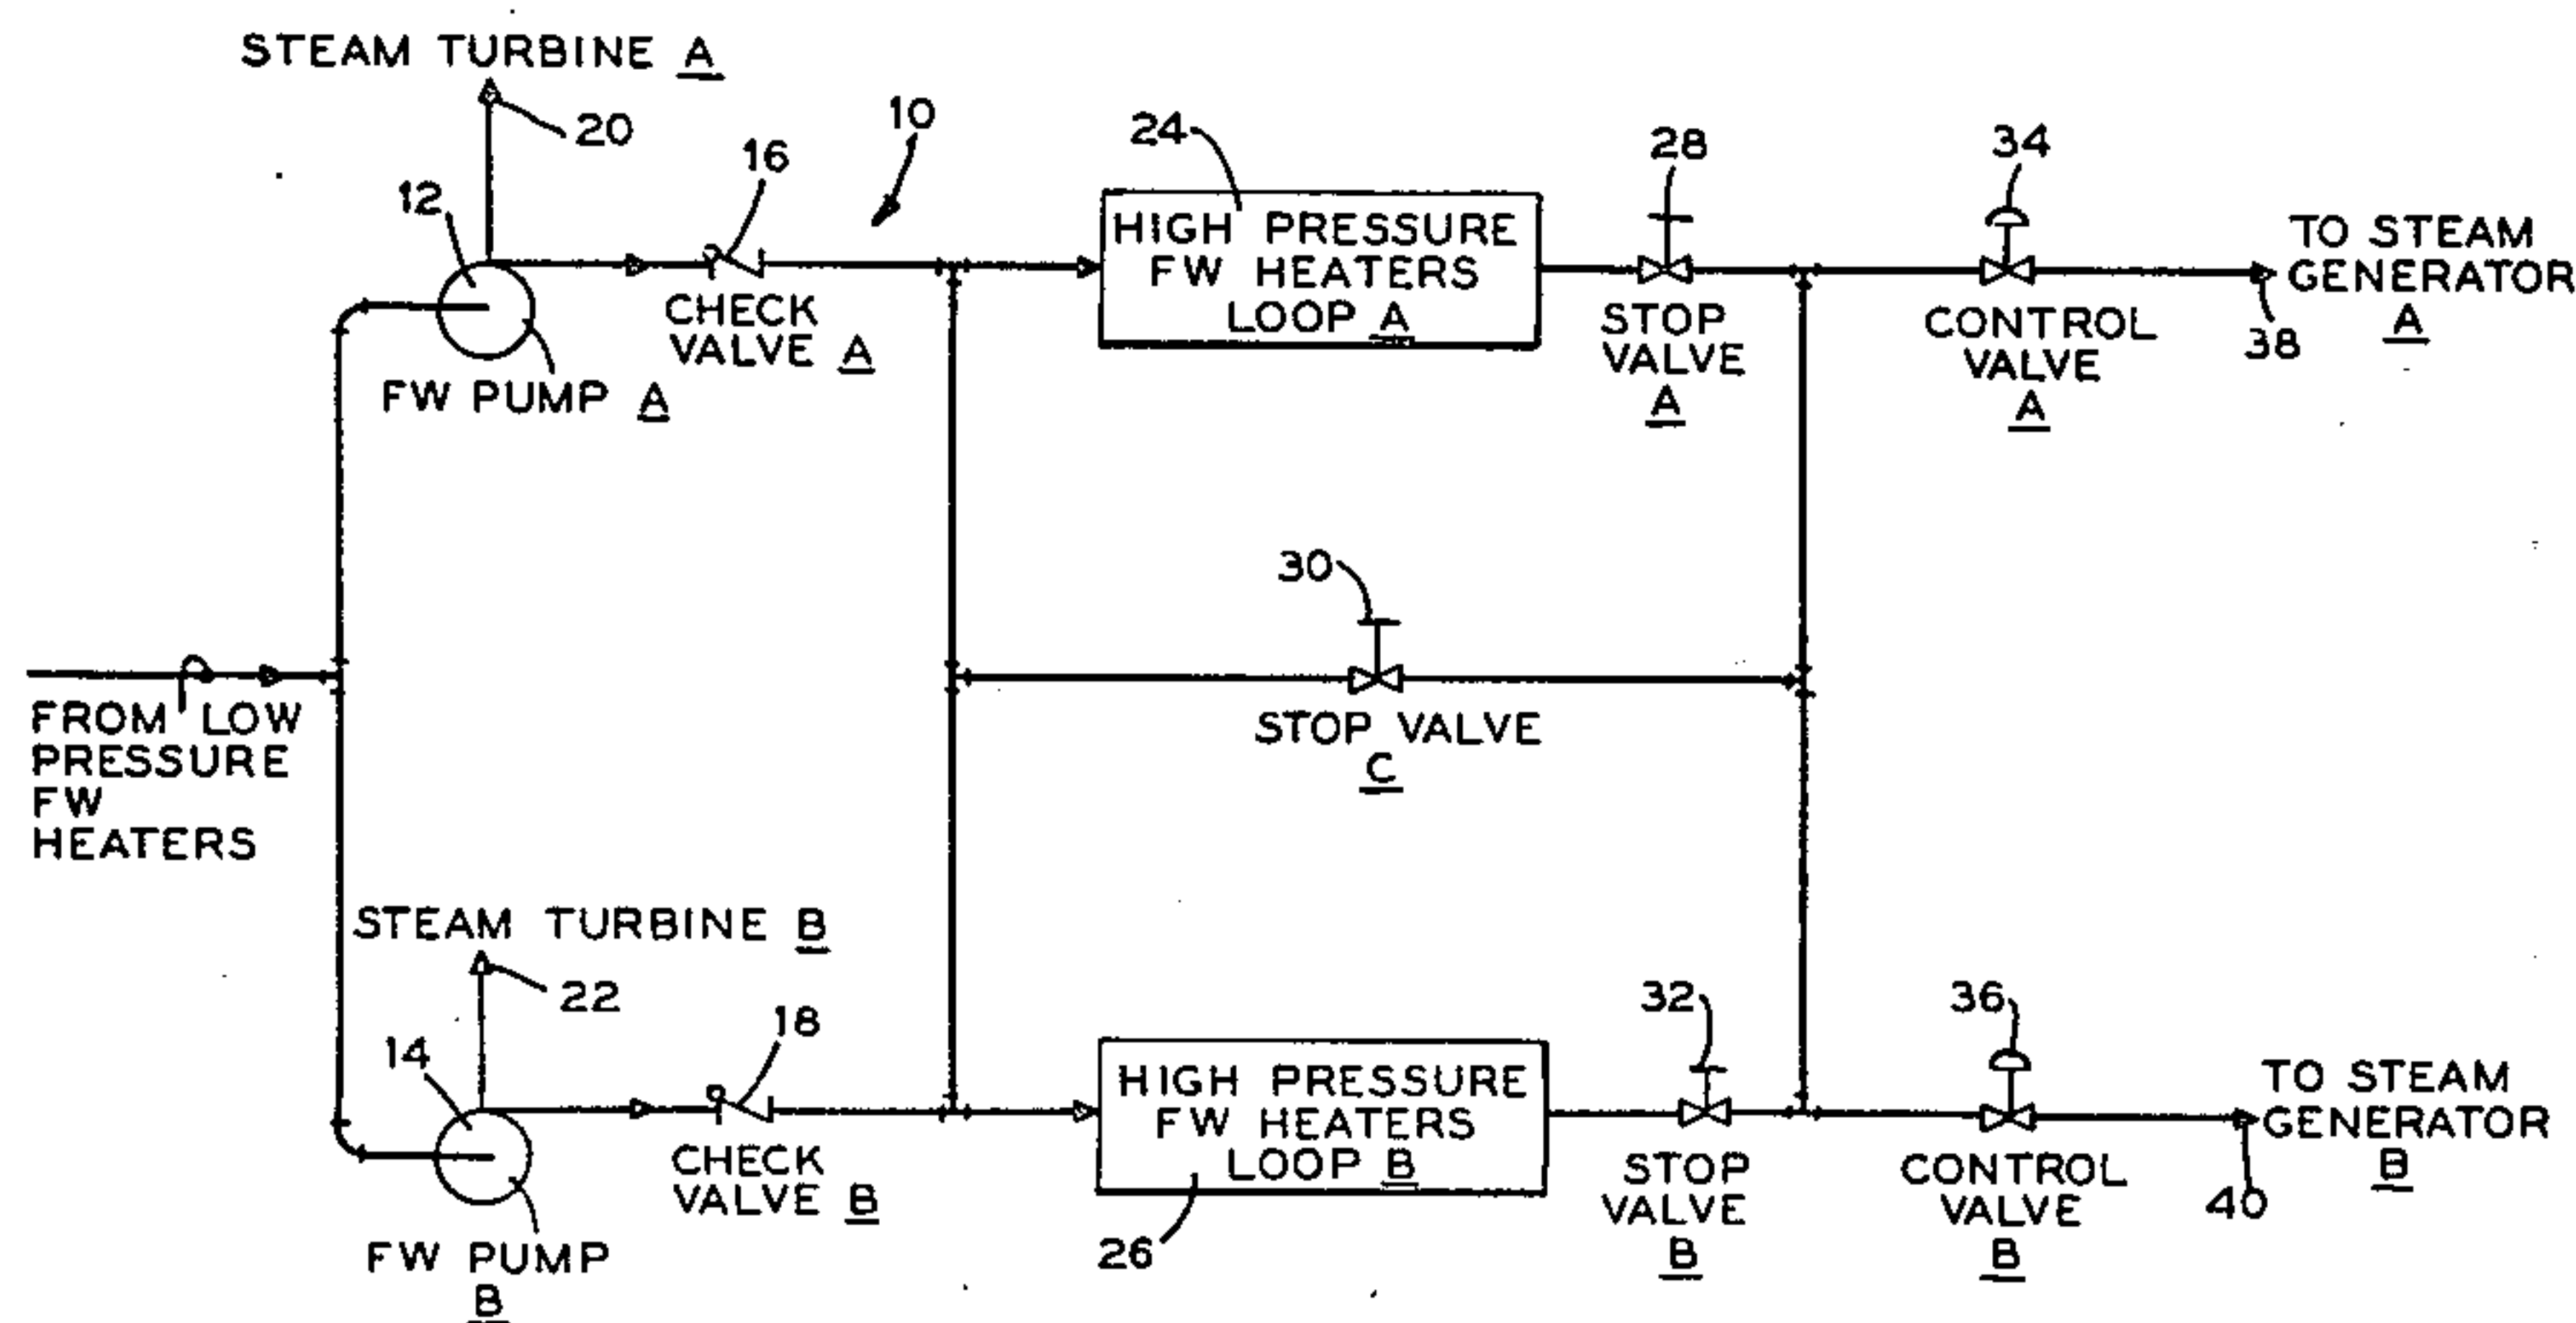 STEAM TURBINE A
20
10
16
12
CHECK
VALVE A
FW PUMP A
24
HIGH PRESSURE
FW HEATERS
LOOP A
28
STOP
VALVE
A
34
CONTROL
VALVE
A
TO STEAM
GENERATOR
A
38
FROM LOW
PRESSURE
FW
HEATERS
30
STOP VALVE
C
STEAM TURBINE B
22
14
18
CHECK
VALVE B
FW PUMP
B
HIGH PRESSURE
FW HEATERS
LOOP B
26
32
STOP
VALVE
B
36
CONTROL
VALVE
B
TO STEAM
GENERATOR
B
40